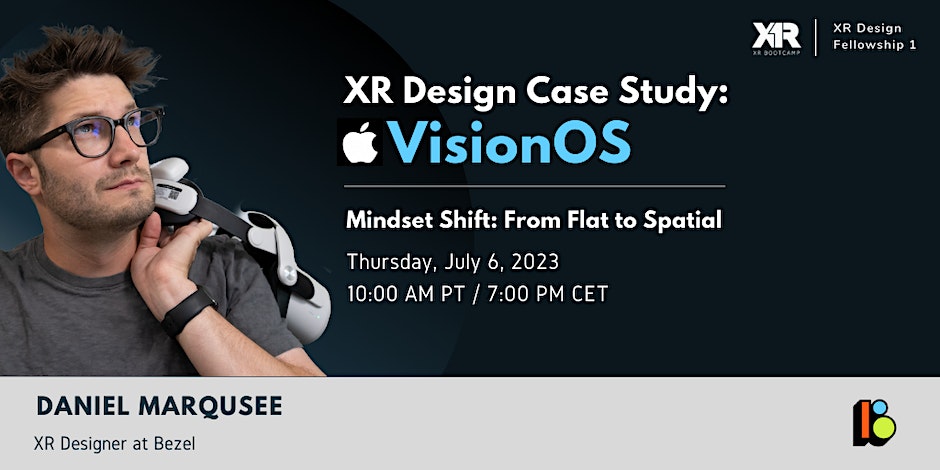 XR
XR BOOTCAMP
XR Design
Fellowship 1
XR Design Case Study:
VisionOS
Mindset Shift: From Flat to Spatial
Thursday, July 6, 2023
10:00 AM PT / 7:00 PM CET
DANIEL MARQUSEE
XR Designer at Bezel